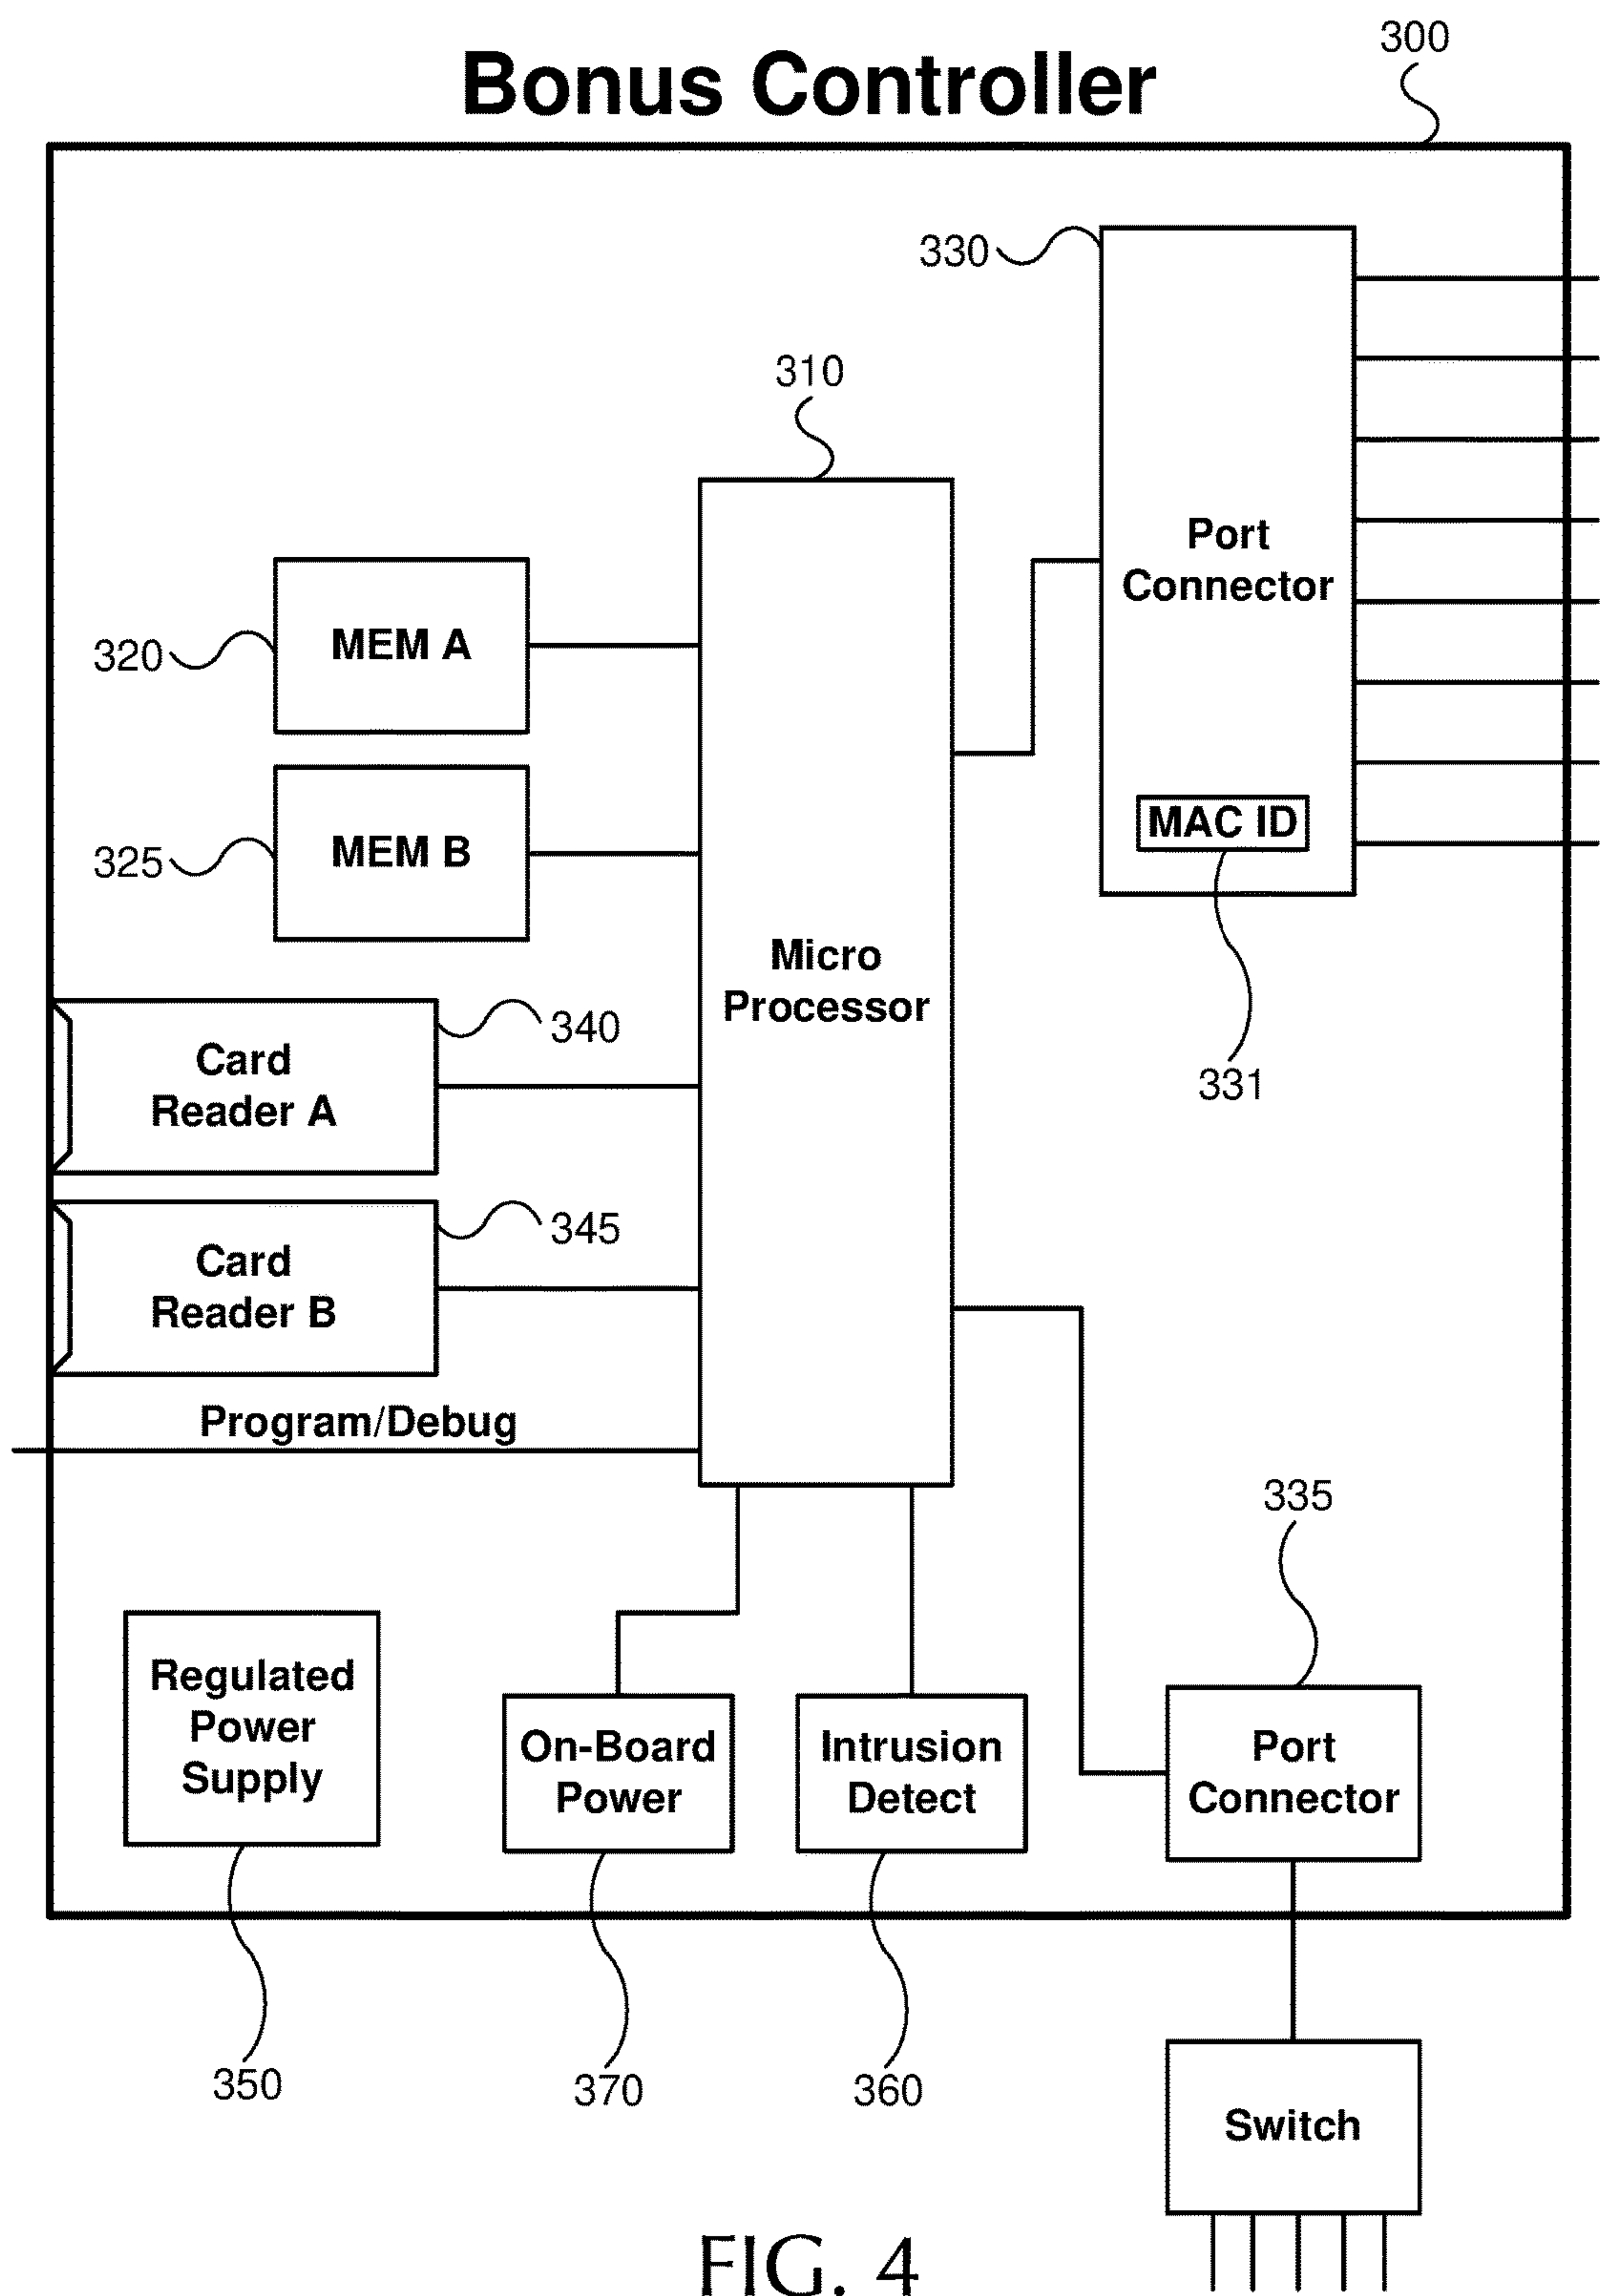 300
Bonus Controller
330
310
Port
Connector
MEM A
320
MAC ID
MEM B
325
Micro
Processor
340
Card
Reader A
331
345
Card
Reader B
Program/Debug
335
Regulated
Power
Supply
On-Board
Power
Intrusion
Detect
Port
Connector
350
370
360
Switch
FIG. 4